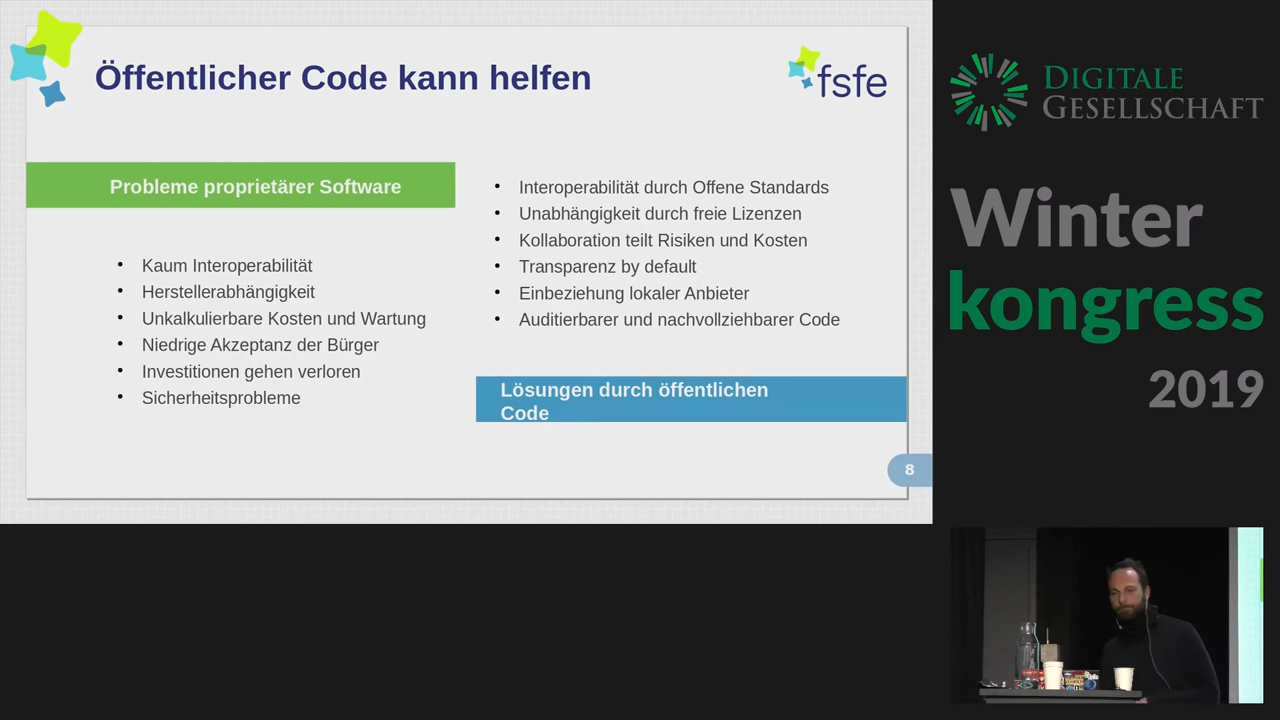 Öffentlicher Code kann helfen
fsfe
Probleme proprietärer Software
Kaum Interoperabilität
Herstellerabhängigkeit
Unkalkulierbare Kosten und Wartung
Niedrige Akzeptanz der Bürger
Investitionen gehen verloren
Sicherheitsprobleme
Interoperabilität durch Offene Standards
Unabhängigkeit durch freie Lizenzen
Kollaboration teilt Risiken und Kosten
Transparenz by default
Einbeziehung lokaler Anbieter
Auditierbarer und nachvollziehbarer Code
Lösungen durch öffentlichen
Code
8
DIGITALE
GESELLSCHAFT
Winter
kongress
2019